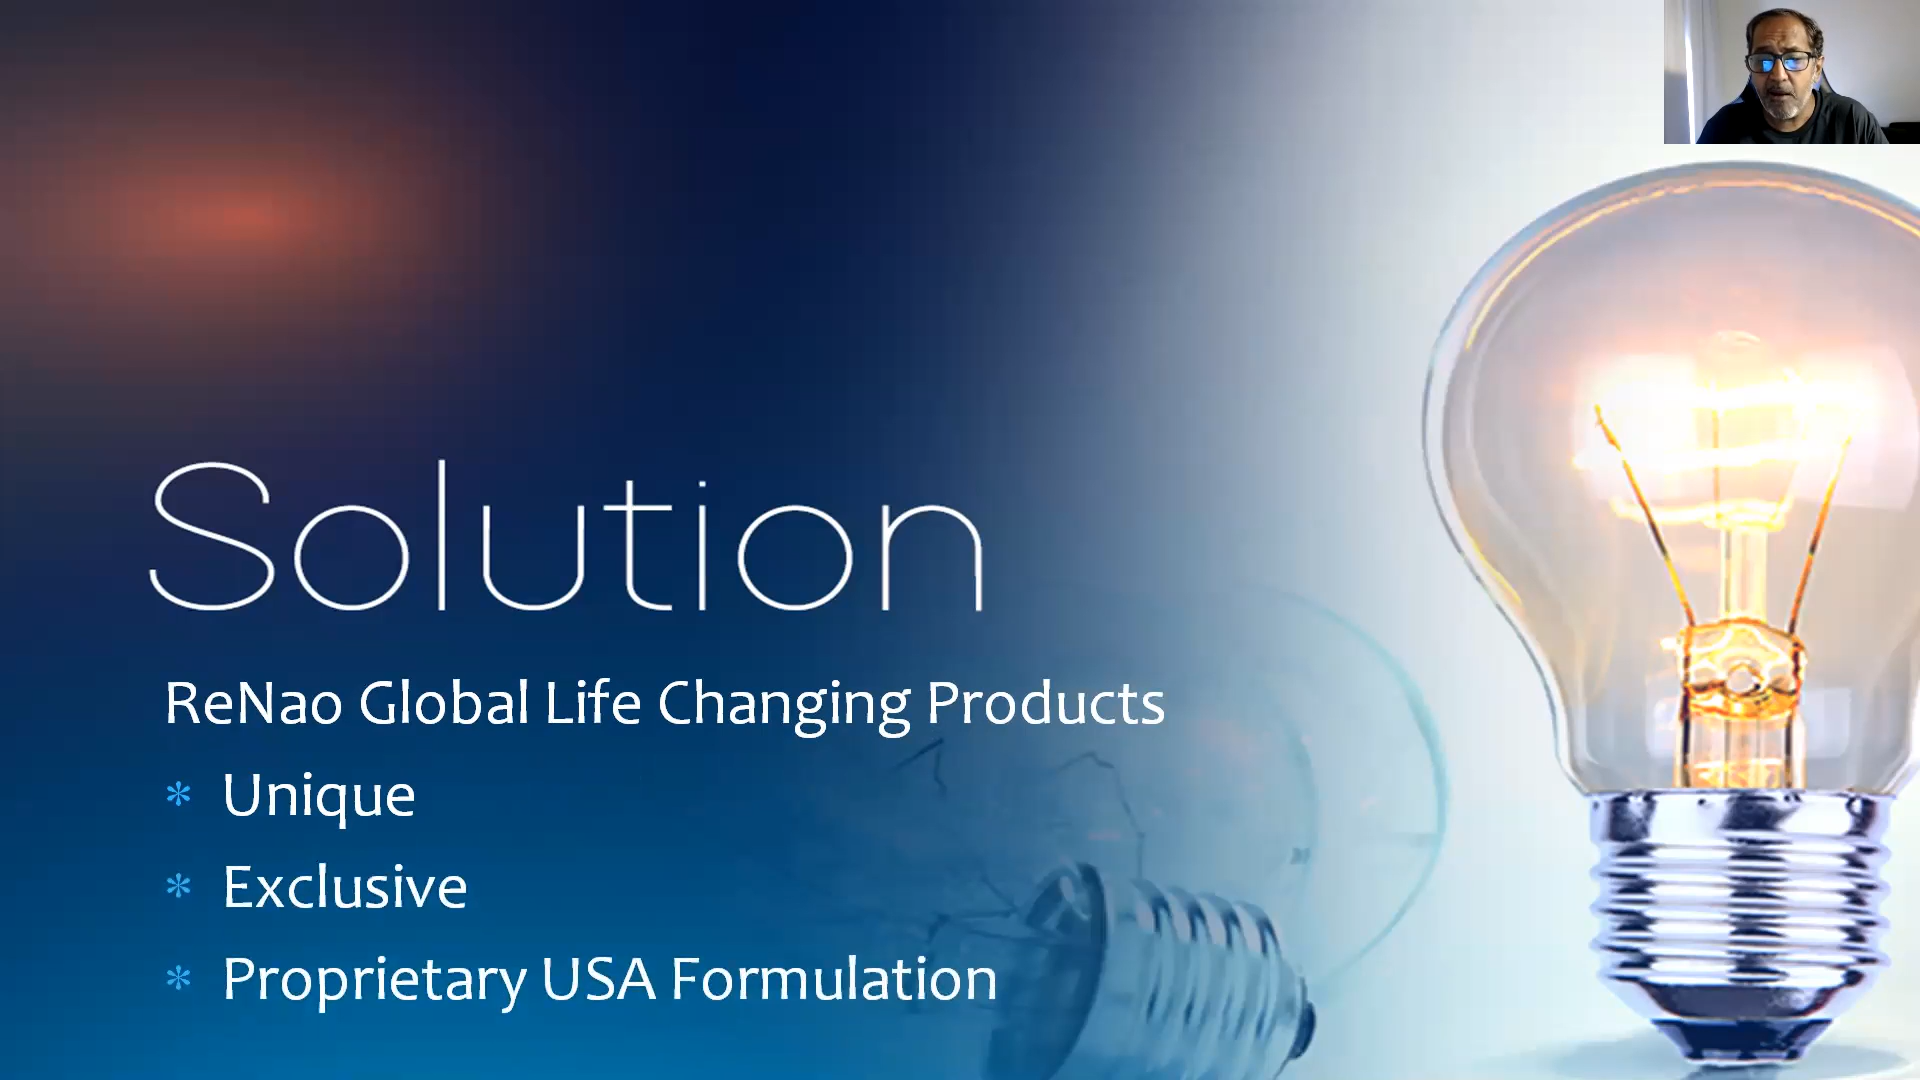 Solution
ReNao Global Life Changing Products
* Unique
* Exclusive
* Proprietary USA Formulation